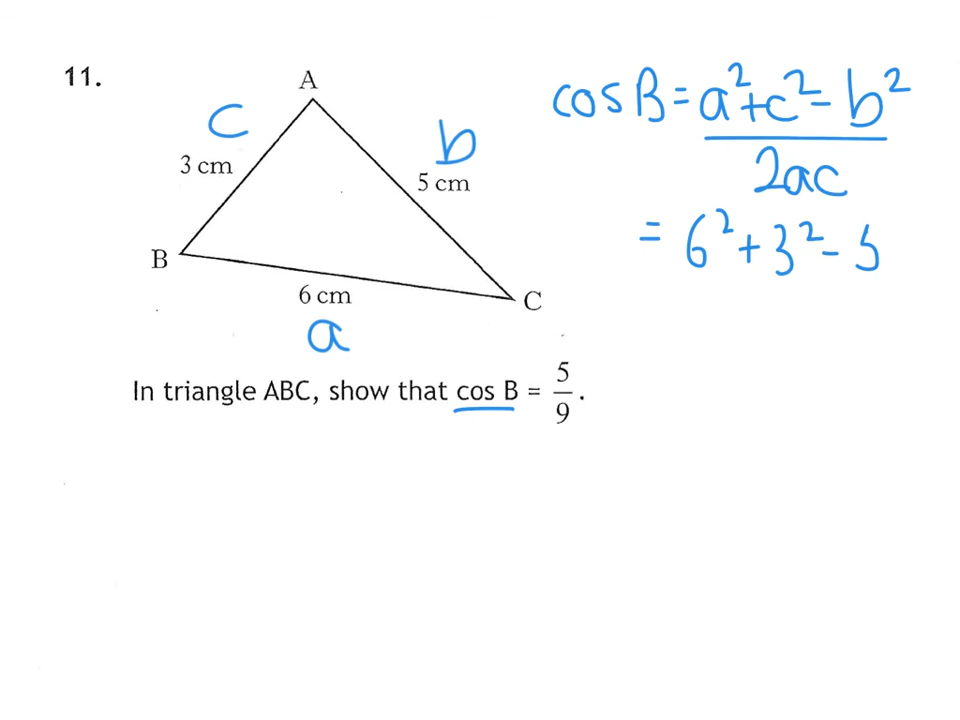 11.
A
c
b
cos B = a² + c² - b²
3 cm
5 cm
2ac
B
= 6² + 3² - 5
6 cm
C
a
In triangle ABC, show that cos B = 5/9.